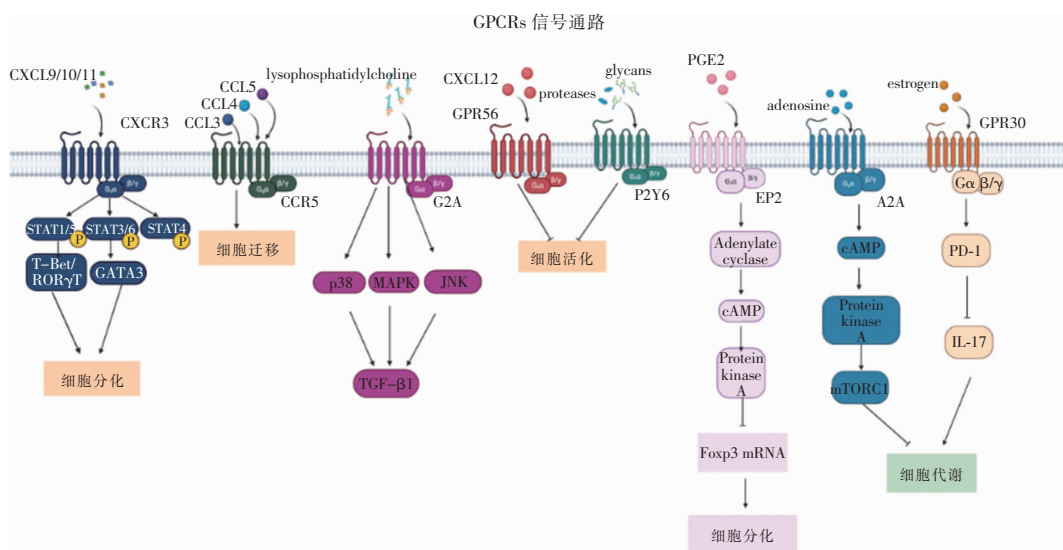 GPCRs 信号通路
CXCL9/10/11
CXCR3
CCL5
CCL4
CCL3
CCR5
lysophosphatidylcholine
G2A
CXCL12
GPR56
proteases
glycans
P2Y6
PGE2
EP2
adenosine
A2A
estrogen
GPR30
β/γ
β/γ
β/γ
β/γ
β/γ
β/γ
β/γ
Gα
β/γ
STAT1/5
P
STAT3/6
P
STAT4
P
T-Bet/
RORγT
GATA3
细胞分化
细胞迁移
p38
MAPK
JNK
TGF-β1
细胞活化
Adenylate
cyclase
cAMP
Protein
kinase
A
Foxp3 mRNA
细胞分化
cAMP
Protein
kinase
A
mTORC1
PD-1
IL-17
细胞代谢